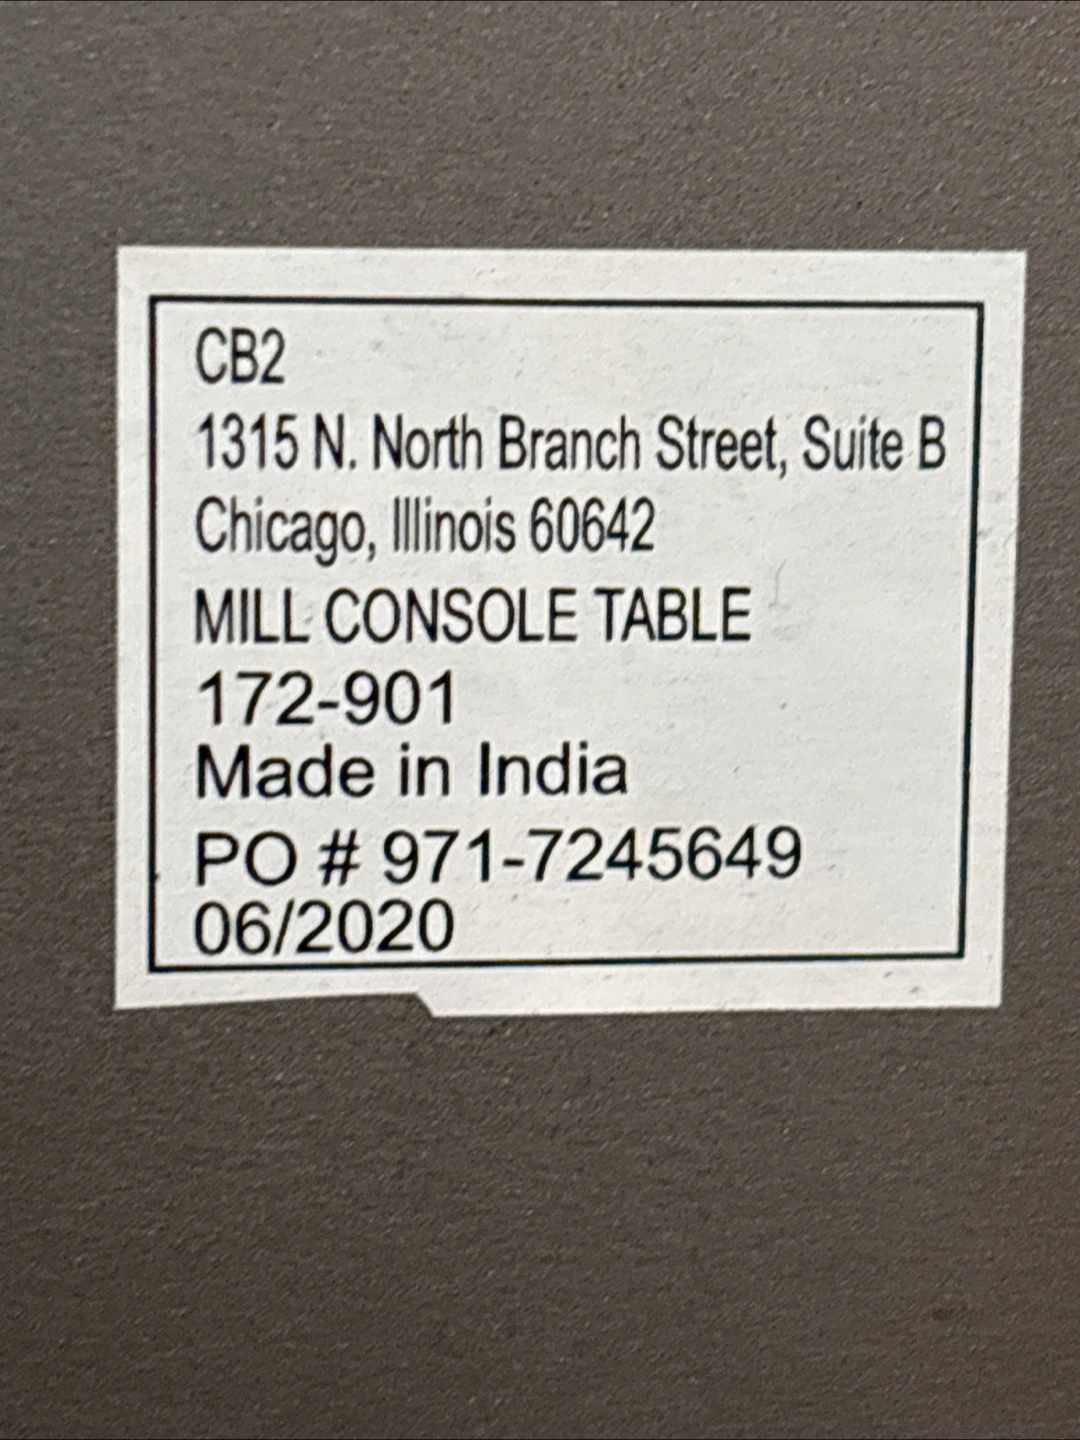 CB2
1315 N. North Branch Street, Suite B
Chicago, Illinois 60642
MILL CONSOLE TABLE
172-901
Made in India
PO # 971-7245649
06/2020